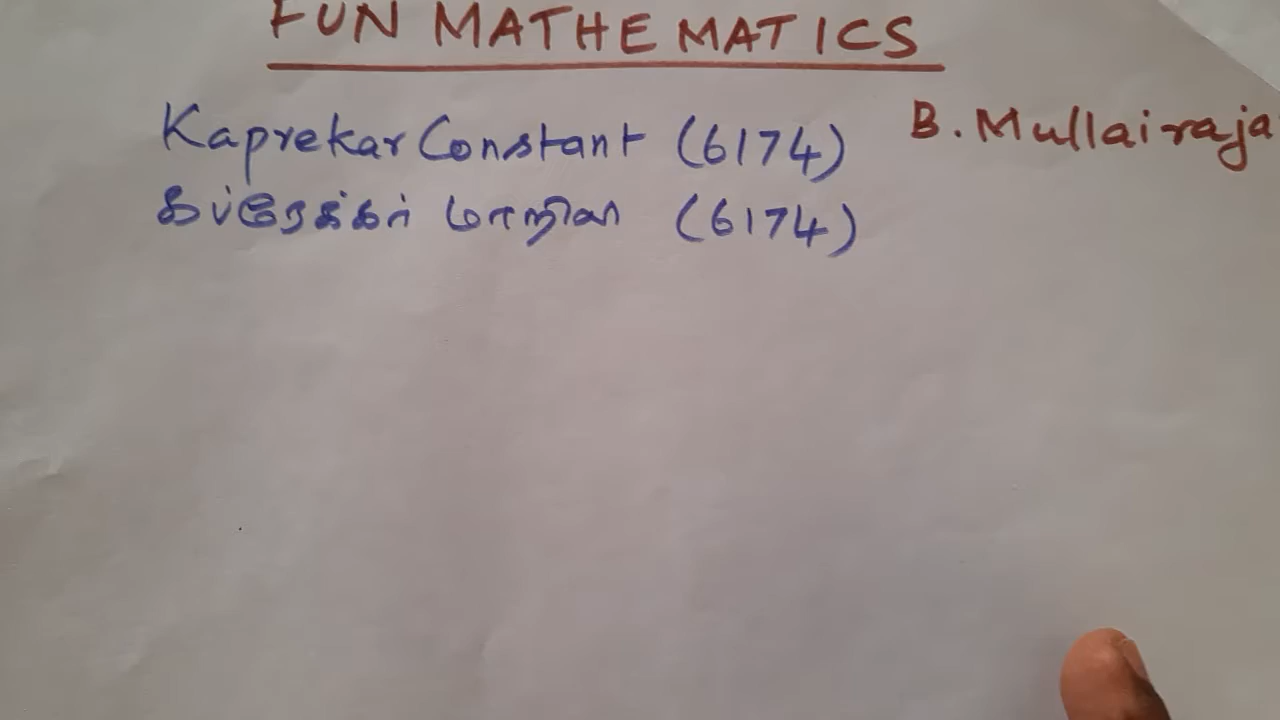 FUN MATHEMATICS
Kaprekar Constant (6174) B. Mullairaja
கப்ரேக்கர் மாறிலி (6174)